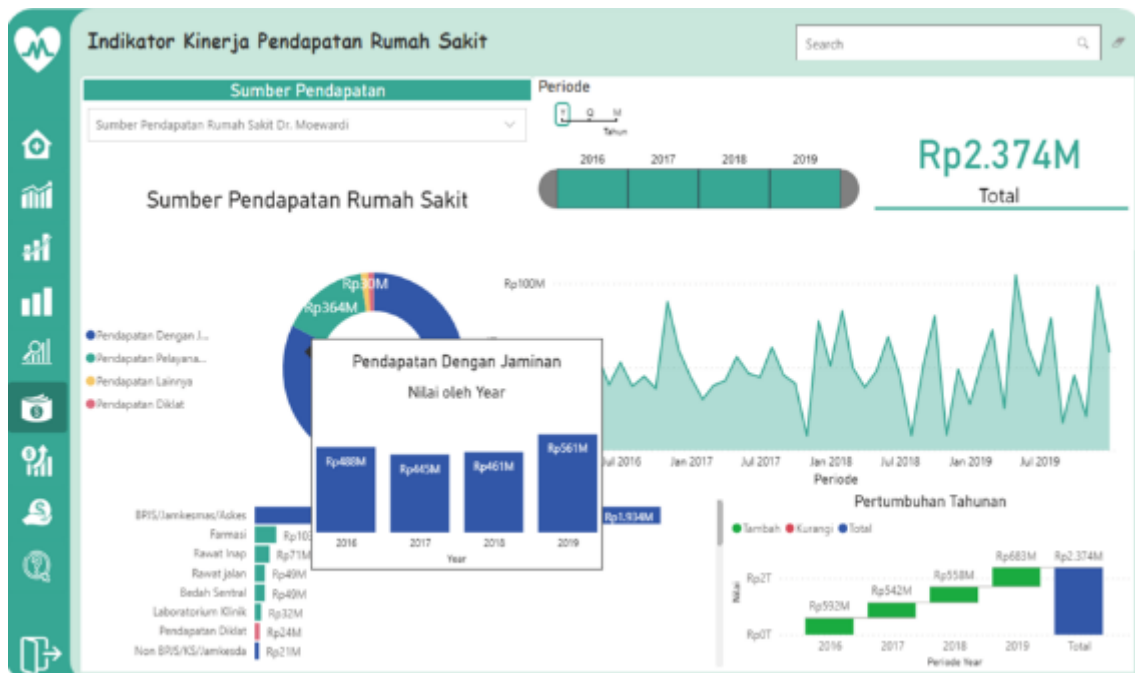 Indikator Kinerja Pendapatan Rumah Sakit
Search
Sumber Pendapatan
Sumber Pendapatan Rumah Sakit Dr. Moewardi
Periode
Y Q M
Tahun
2016 2017 2018 2019
Rp2.374M
Total
Sumber Pendapatan Rumah Sakit
Rp30M
Rp364M
Pendapatan Dengan J...
Pendapatan Pelayana...
Pendapatan Lainnya
Pendapatan Diklat
Pendapatan Dengan Jaminan
Nilai oleh Year
Rp488M Rp445M Rp461M Rp561M
2016 2017 2018 2019
Year
Rp100M
Jul 2016 Jan 2017 Jul 2017 Jan 2018 Jul 2018 Jan 2019 Jul 2019
Periode
BPJS/Jamkesmas/Askes Rp1.934M
Farmasi
Rawat Inap Rp71M
Rawat jalan Rp49M
Bedah Sentral Rp49M
Laboratorium Klinik Rp32M
Pendapatan Diklat Rp24M
Non BPJS/KS/Jamkesda Rp21M
Pertumbuhan Tahunan
Tambah Kurangi Total
Nilai
Rp2T
Rp0T
Rp592M Rp542M Rp558M Rp683M Rp2.374M
2016 2017 2018 2019 Total
Periode Year